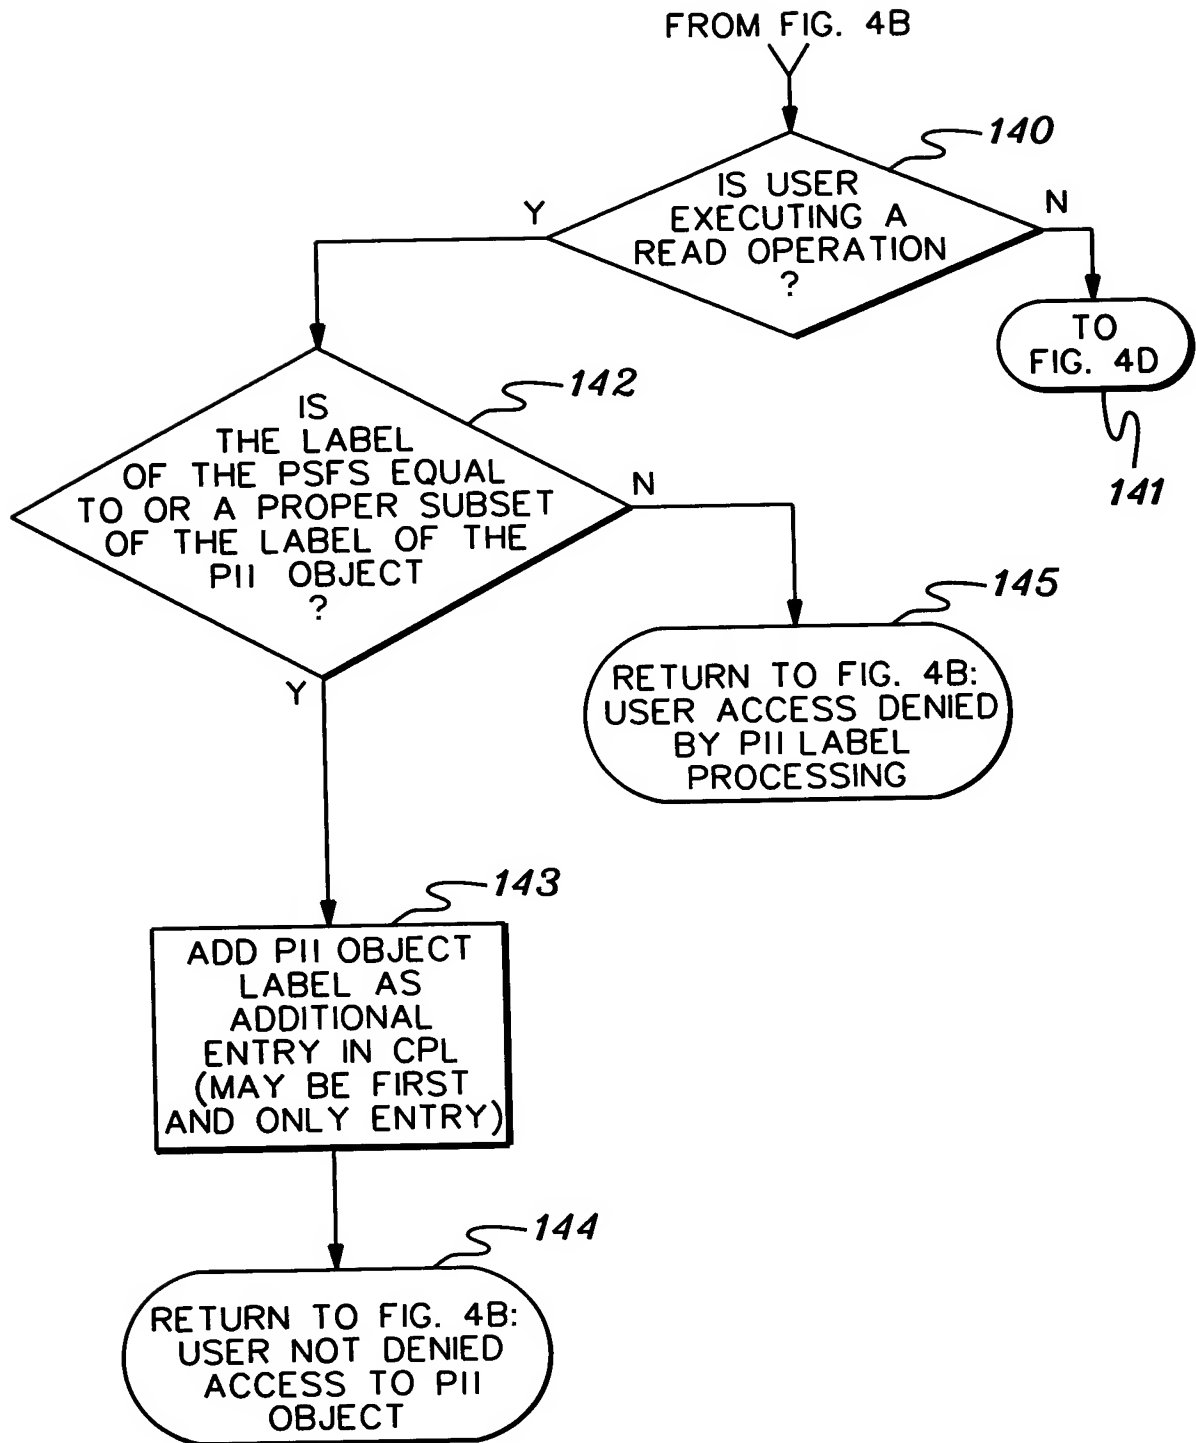 FROM FIG. 4B
140
IS USER
EXECUTING A
READ OPERATION
?
Y
N
TO
FIG. 4D
141
142
IS
THE LABEL
OF THE PSFS EQUAL
TO OR A PROPER SUBSET
OF THE LABEL OF THE
PII OBJECT
?
N
Y
145
RETURN TO FIG. 4B:
USER ACCESS DENIED
BY PII LABEL
PROCESSING
143
ADD PII OBJECT
LABEL AS
ADDITIONAL
ENTRY IN CPL
(MAY BE FIRST
AND ONLY ENTRY)
144
RETURN TO FIG. 4B:
USER NOT DENIED
ACCESS TO PII
OBJECT